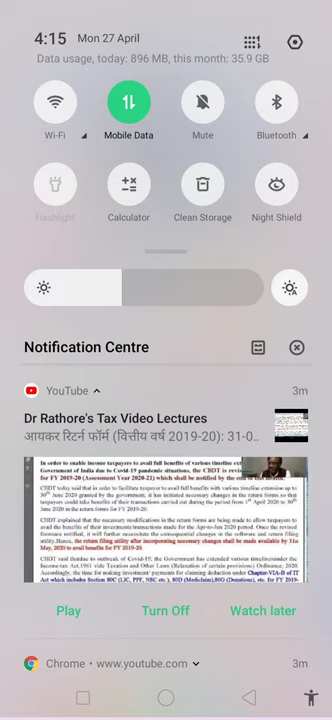 4:15 Mon 27 April
Data usage, today: 896 MB, this month: 35.9 GB
Wi-Fi Mobile Data Mute Bluetooth
Flashlight Calculator Clean Storage Night Shield
Notification Centre
YouTube 3m
Dr Rathore's Tax Video Lectures
आयकर रिटर्न फॉर्म (वित्तीय वर्ष 2019-20): 31-0..
In order to enable income taxpayers to avail full benefits of various timeline
Government of India due to Covid-19 pandemic situations, the CBDT is
for FY 2019-20 (Assessment Year 2020-21) which shall be notified by the end
CBDT said that in order to facilitate taxpayers to avail full benefits with various timeline extension up to
30th June 2020 granted by the government, it has initiated necessary changes in the return forms so that
taxpayers could take benefits of their transactions carried out during the period from 1st April 2020 to 30th
June 2020 in the return forms for FY 2019-20.
CBDT explained that the necessary modifications in the return forms are being made to allow taxpayers to
avail the benefits of their investments/transactions made for the Apr-to-Jun 2020 period. Once the revised
formsare notified, it will further necessitate the consequential changes in the software and return filing
utility.Hence, the return filing utility after incorporating necessary changes shall be made available by 31st
May, 2020 to avail benefits for FY 2019-20.
CBDT said thatdue to outbreak of Covid-19, the Government has extended various timelinesunder the
Income-tax Act,1961 vide Taxation and Other Laws (Relaxation of certain provisions) Ordinance, 2020.
Accordingly, the time for making investment/ payments for claiming deduction under Chapter-VIA-B of IT
Act which includes Section 80C (LIC, PPF, NSC etc.), 80D (Mediclaim),80G (Donations), etc. for FY 2019-
Play Turn Off Watch later
Chrome • www.youtube.com 3m